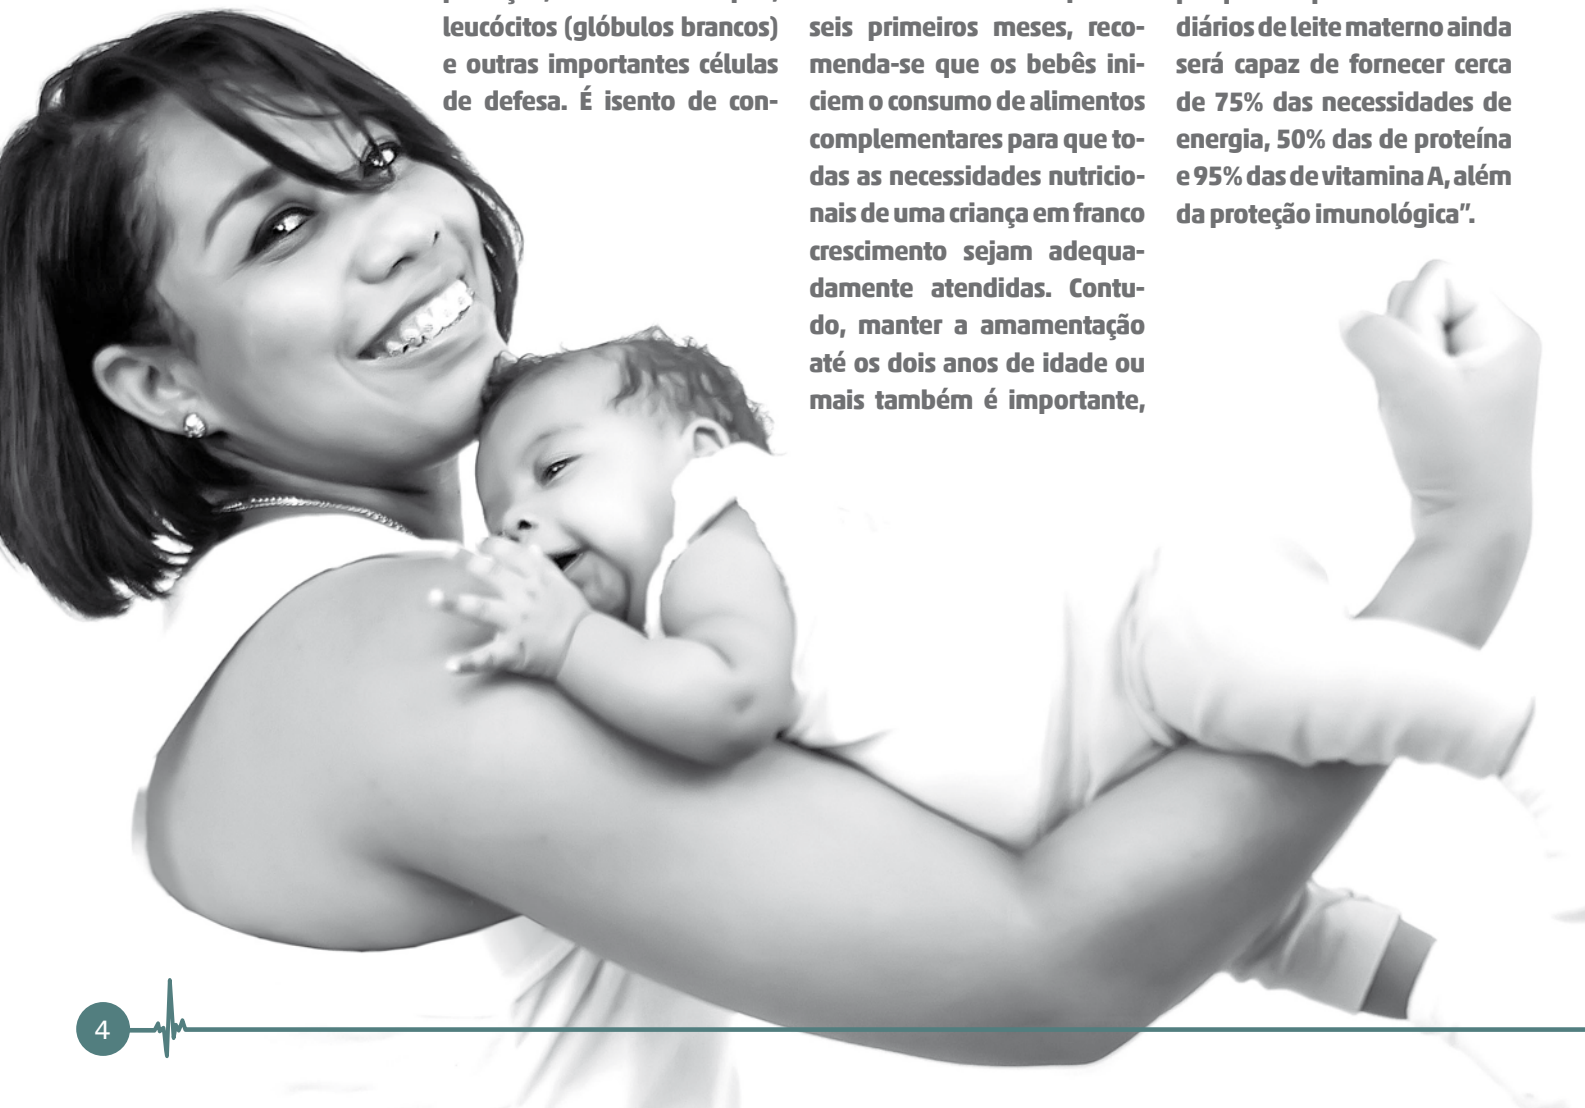 leucócitos (glóbulos brancos)
e outras importantes células
de defesa. É isento de con-
seis primeiros meses, reco-
menda-se que os bebês ini-
ciem o consumo de alimentos
complementares para que to-
das as necessidades nutricio-
nais de uma criança em franco
crescimento sejam adequa-
damente atendidas. Contu-
do, manter a amamentação
até os dois anos de idade ou
mais também é importante,
diários de leite materno ainda
será capaz de fornecer cerca
de 75% das necessidades de
energia, 50% das de proteína
e 95% das de vitamina A, além
da proteção imunológica”.
4